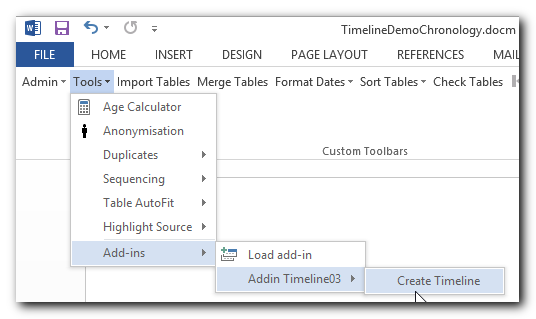 TimelineDemoChronology.docm
FILE HOME INSERT DESIGN PAGE LAYOUT REFERENCES MAIL
Admin Tools Import Tables Merge Tables Format Dates Sort Tables Check Tables
Age Calculator
Anonymisation
Duplicates
Custom Toolbars
Sequencing
Table AutoFit
Highlight Source
Add-ins
Load add-in
Addin Timeline03
Create Timeline